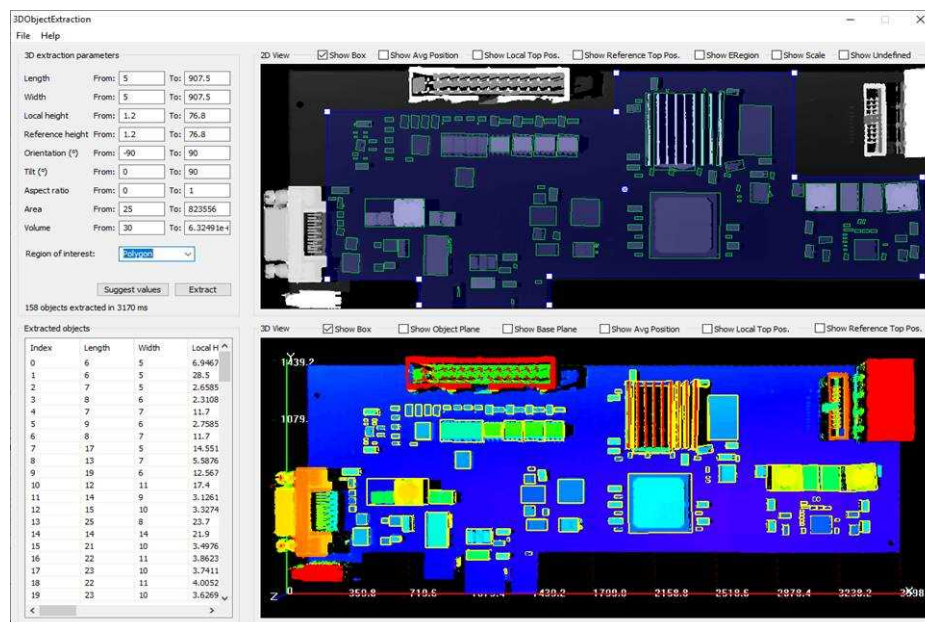 3DObjectExtraction
File Help
3D extraction parameters
Length From: 5 To: 907.5
Width From: 5 To: 907.5
Local height From: 1.2 To: 76.8
Reference height From: 1.2 To: 76.8
Orientation (º) From: -90 To: 90
Tilt (º) From: 0 To: 90
Aspect ratio From: 0 To: 1
Area From: 25 To: 823556
Volume From: 30 To: 6.32491e+
Region of interest: Polygon
Suggest values Extract
158 objects extracted in 3170 ms
Extracted objects
Index Length Width Local H
0 6 5 6.9467
1 6 5 28.5
2 7 5 2.6585
3 8 6 2.3108
4 7 7 11.7
5 9 6 2.7585
6 8 7 11.7
7 17 5 14.551
8 13 7 5.5876
9 19 6 12.567
10 12 11 17.4
11 14 9 3.1261
12 15 10 3.3274
13 25 8 23.7
14 14 14 21.9
15 21 10 3.4976
16 22 11 3.8623
17 23 10 3.7411
18 22 11 4.0052
19 23 10 3.6269
2D View Show Box Show Avg Position Show Local Top Pos. Show Reference Top Pos. Show ERegion Show Scale Show Undefined
3D View Show Box Show Object Plane Show Base Plane Show Avg Position Show Local Top Pos. Show Reference Top Pos.
Y
1439.2
1079.
Z 0 359.8 719.6 1079.4 1439.2 1799.0 2158.8 2518.6 2878.4 3238.2 X